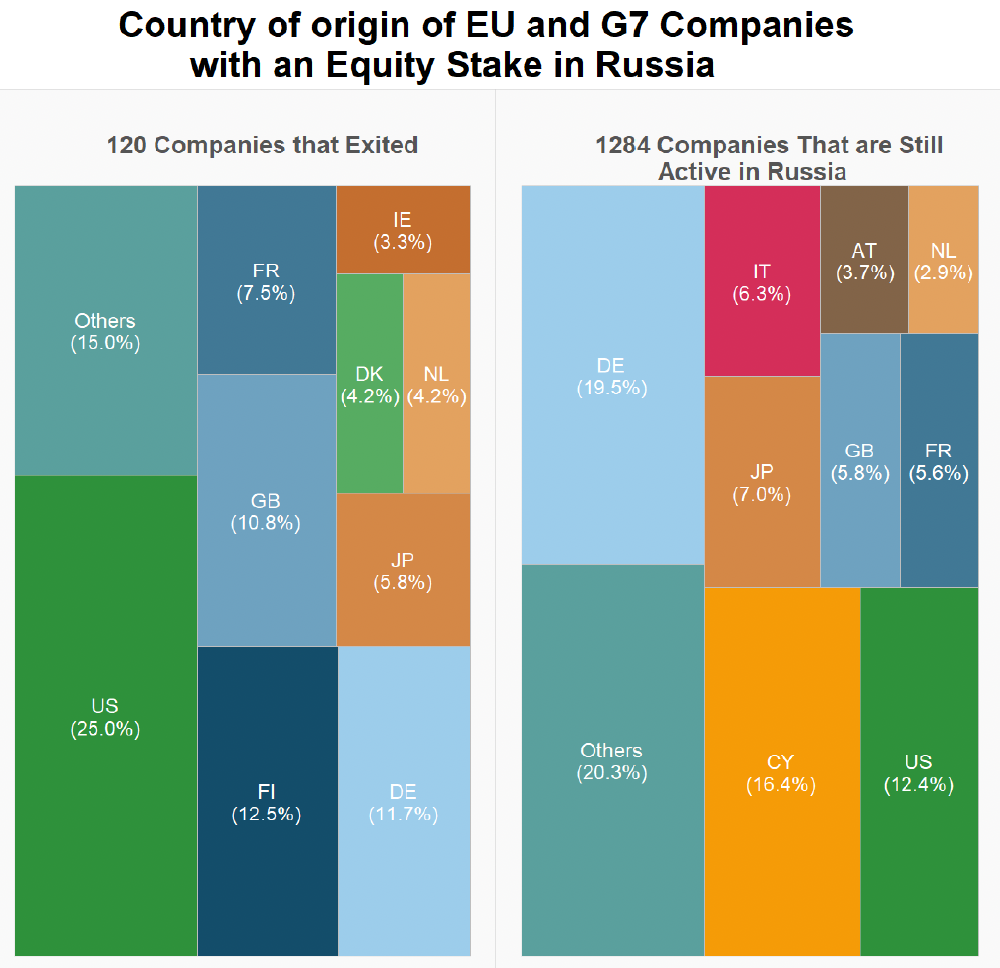 Country of origin of EU and G7 Companies
with an Equity Stake in Russia
120 Companies that Exited
Others
(15.0%)
US
(25.0%)
FR
(7.5%)
GB
(10.8%)
FI
(12.5%)
IE
(3.3%)
DK
(4.2%)
NL
(4.2%)
JP
(5.8%)
DE
(11.7%)
1284 Companies That are Still
Active in Russia
DE
(19.5%)
Others
(20.3%)
IT
(6.3%)
JP
(7.0%)
CY
(16.4%)
AT
(3.7%)
NL
(2.9%)
GB
(5.8%)
FR
(5.6%)
US
(12.4%)